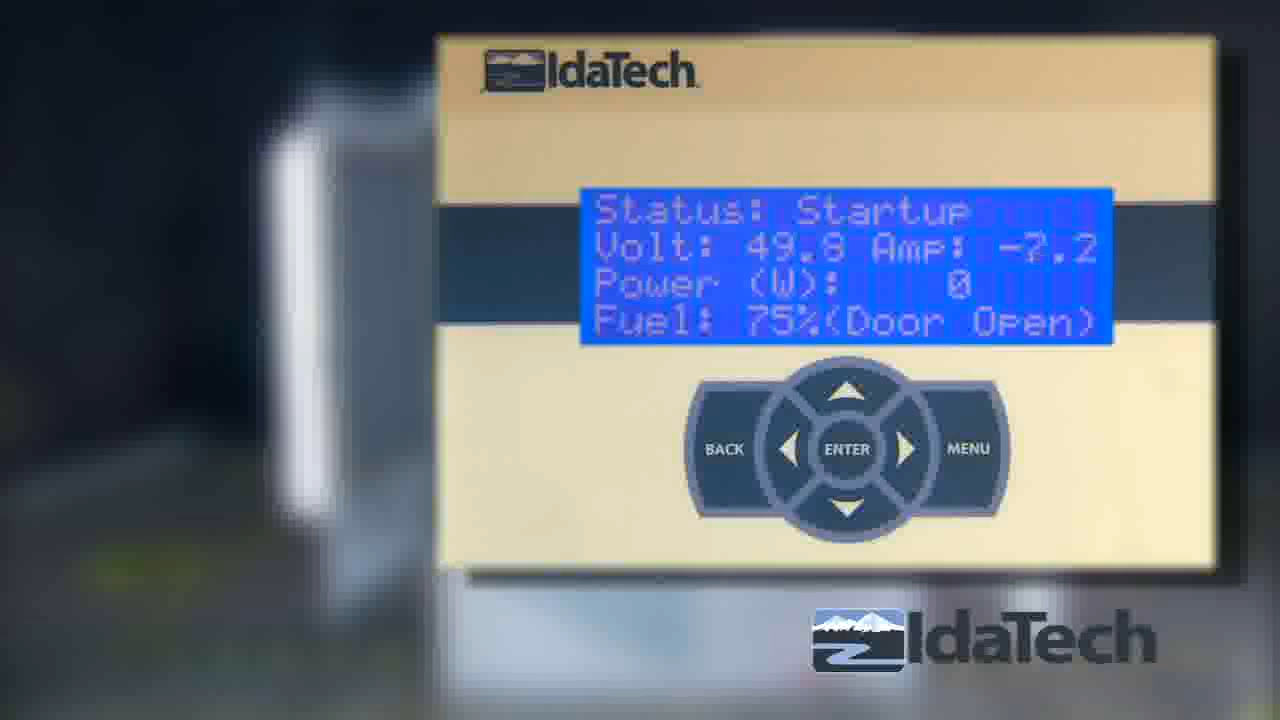 IdaTech
Status: Startup
Volt: 49.8 Amp: -7.2
Power (W): 0
Fuel: 75%(Door Open)
BACK
ENTER
MENU
IdaTech